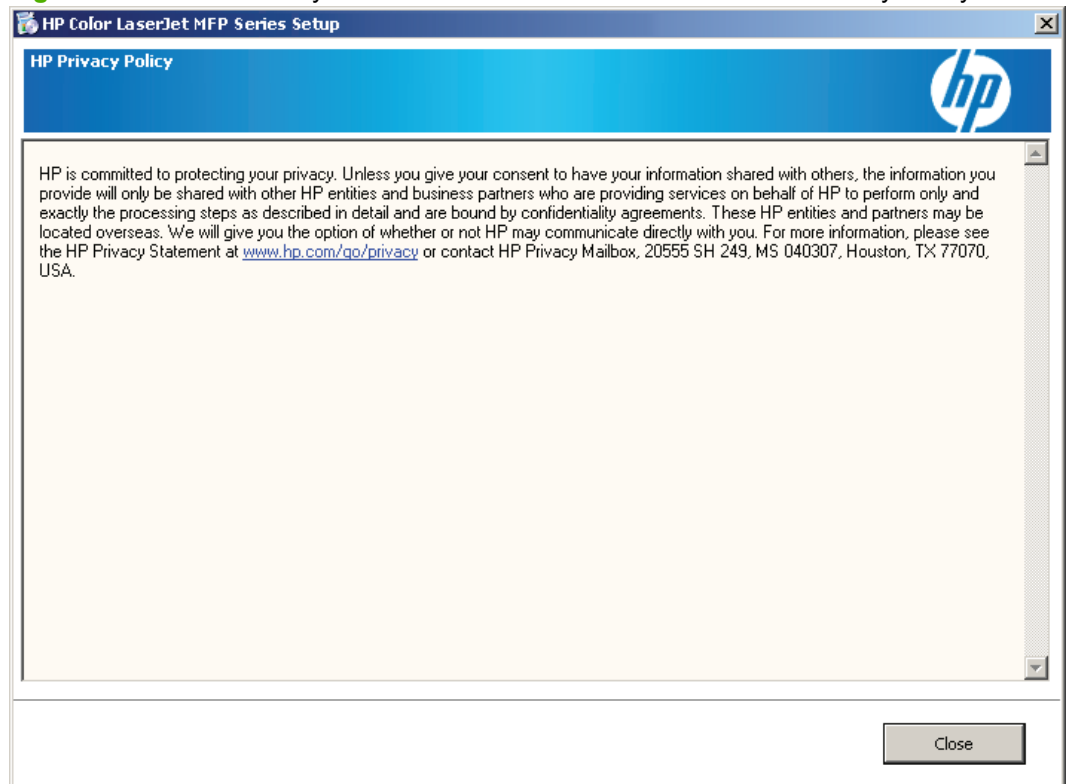 HP Color LaserJet MFP Series Setup
HP Privacy Policy
hp
HP is committed to protecting your privacy. Unless you give your consent to have your information shared with others, the information you
provide will only be shared with other HP entities and business partners who are providing services on behalf of HP to perform only and
exactly the processing steps as described in detail and are bound by confidentiality agreements. These HP entities and partners may be
located overseas. We will give you the option of whether or not HP may communicate directly with you. For more information, please see
the HP Privacy Statement at www.hp.com/go/privacy or contact HP Privacy Mailbox, 20555 SH 249, MS 040307, Houston, TX 77070,
USA.
Close